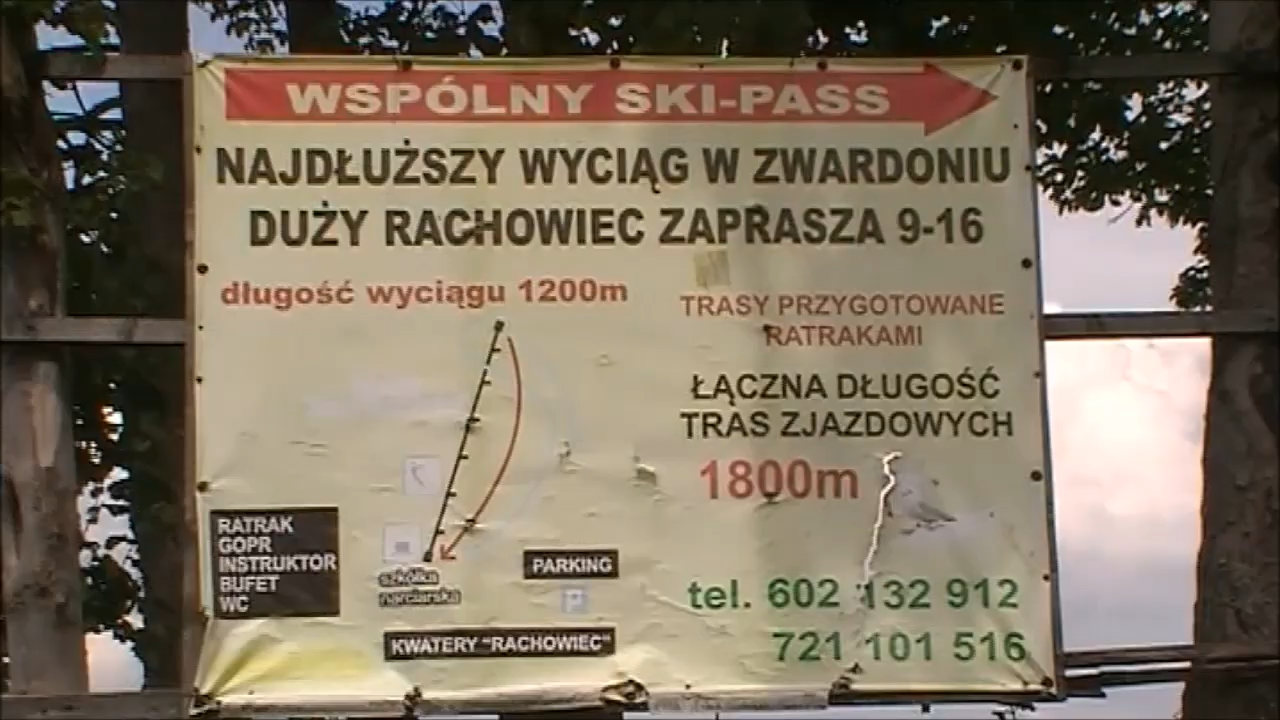 WSPÓLNY SKI-PASS
NAJDŁUŻSZY WYCIĄG W ZWARDONIU
DUŻY RACHOWIEC ZAPRASZA 9-16
długość wyciągu 1200m
TRASY PRZYGOTOWANE
RATRAKAMI
ŁĄCZNA DŁUGOŚĆ
TRAS ZJAZDOWYCH
1800m
RATRAK
GOPR
INSTRUKTOR
BUFET
WC
szkółka
narciarska
PARKING
P
KWATERY "RACHOWIEC"
tel. 602 132 912
721 101 516